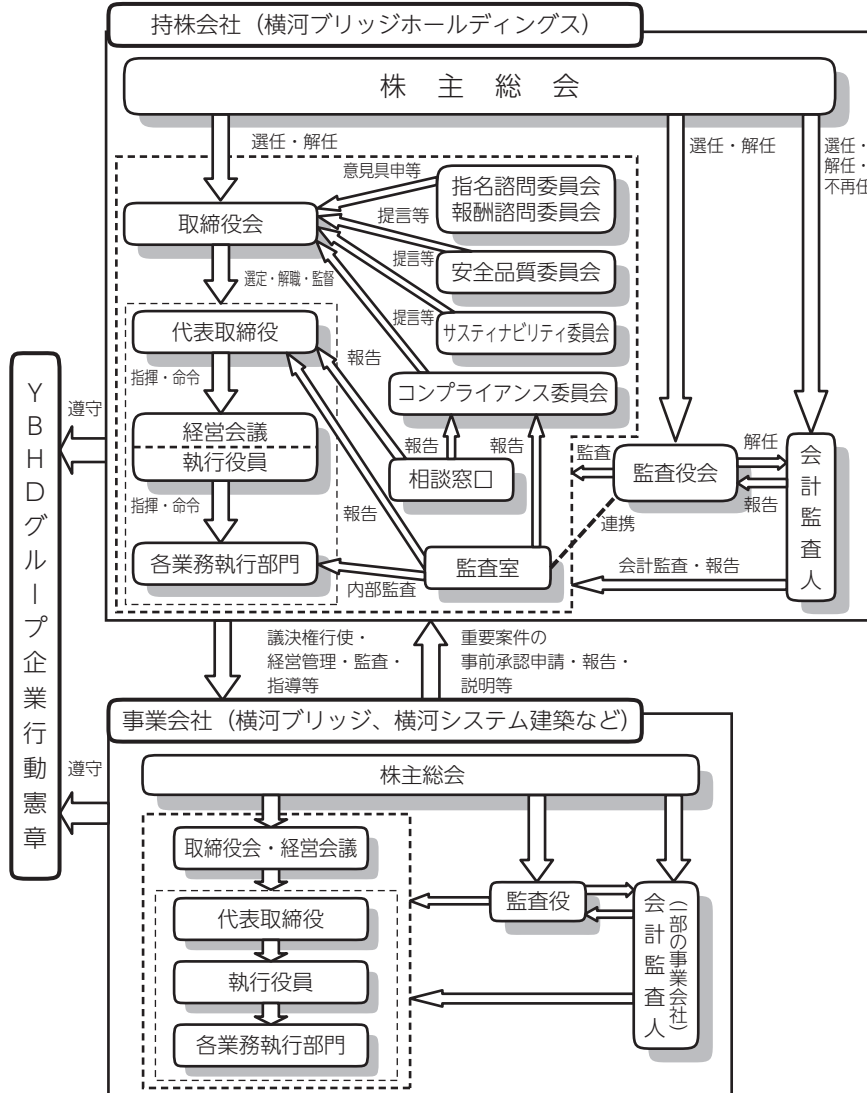 持株会社（横河ブリッジホールディングス）
株主総会
選任・解任
選任・解任
選任・
解任・
不再任
意見具申等
指名諮問委員会
報酬諮問委員会
取締役会
提言等
安全品質委員会
提言等
選定・解職・監督
提言等
サスティナビリティ委員会
代表取締役
報告
指揮・命令
コンプライアンス委員会
YBHDグループ企業行動憲章
遵守
経営会議
執行役員
報告
報告
監査
監査役会
解任
報告
会計監査人
相談窓口
指揮・命令
報告
連携
各業務執行部門
内部監査
監査室
会計監査・報告
議決権行使・
経営管理・監査・
指導等
重要案件の
事前承認申請・報告・
説明等
事業会社（横河ブリッジ、横河システム建築など）
遵守
株主総会
取締役会・経営会議
監査役
会計監査人
（一部の事業会社）
代表取締役
執行役員
各業務執行部門